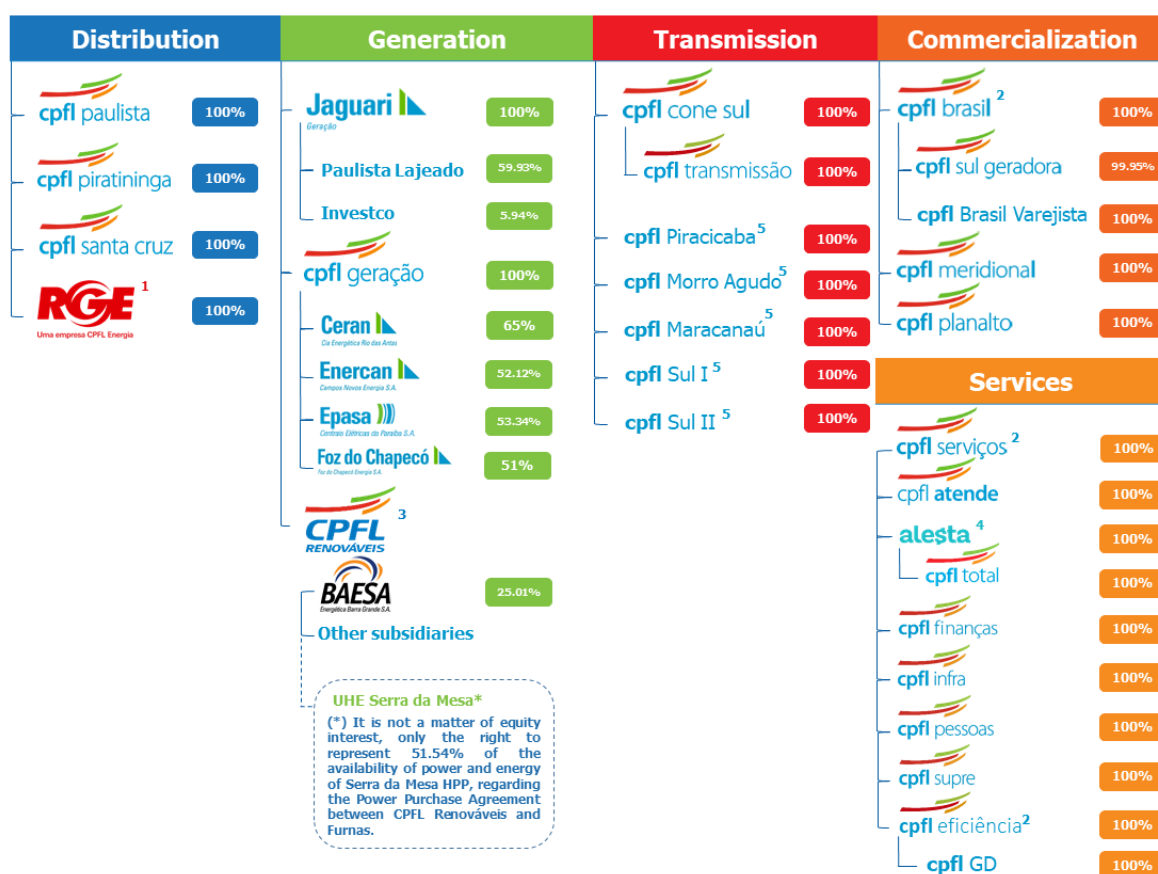 Distribution
cpfl paulista 100%
cpfl piratininga 100%
cpfl santa cruz 100%
RGE 1 100%
Uma empresa CPFL Energia
Generation
Jaguari 100%
Geração
Paulista Lajeado 59.93%
Investco 5.94%
cpfl geração 100%
Ceran 65%
Cia Energética Rio das Antas
Enercan 52.12%
Campos Novos Energia S.A.
Epasa 53.34%
Centrais Elétricas da Paraíba S.A.
Foz do Chapecó 51%
Foz do Chapecó Energia S.A.
CPFL 3
RENOVÁVEIS
BAESA 25.01%
Energética Barra Grande S.A.
Other subsidiaries
UHE Serra da Mesa*
(*) It is not a matter of equity
interest, only the right to
represent 51.54% of the
availability of power and energy
of Serra da Mesa HPP, regarding
the Power Purchase Agreement
between CPFL Renováveis and
Furnas.
Transmission
cpfl cone sul 100%
cpfl transmissão 100%
cpfl Piracicaba 5 100%
cpfl Morro Agudo 5 100%
cpfl Maracanaú 5 100%
cpfl Sul I 5 100%
cpfl Sul II 5 100%
Commercialization
cpfl brasil 2 100%
cpfl sul geradora 99.95%
cpfl Brasil Varejista 100%
cpfl meridional 100%
cpfl planalto 100%
Services
cpfl serviços 2 100%
cpfl atende 100%
alesta 4 100%
cpfl total 100%
cpfl finanças 100%
cpfl infra 100%
cpfl pessoas 100%
cpfl supre 100%
cpfl eficiência 2 100%
cpfl GD 100%